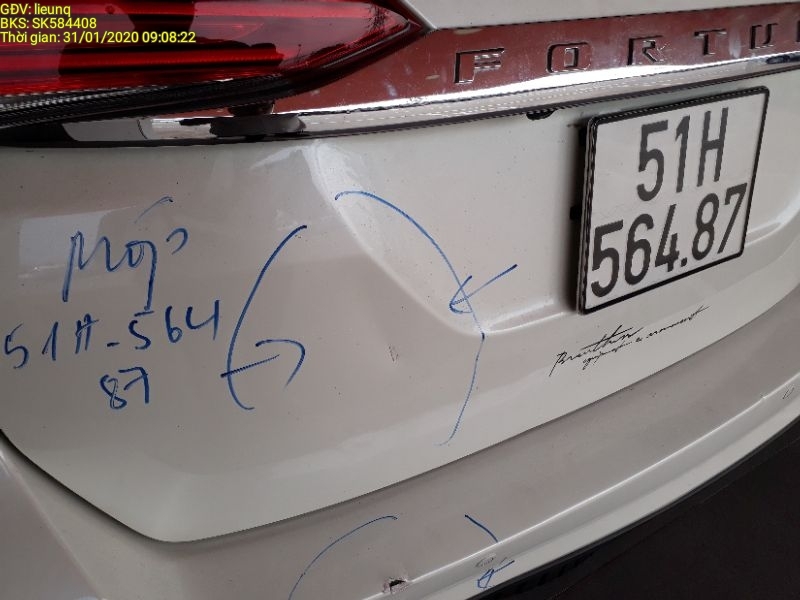 GĐV: lieunq
BKS: SK584408
Thời gian: 31/01/2020 09:08:22
FORTU
51H
564.87
Móp
51H-564
87